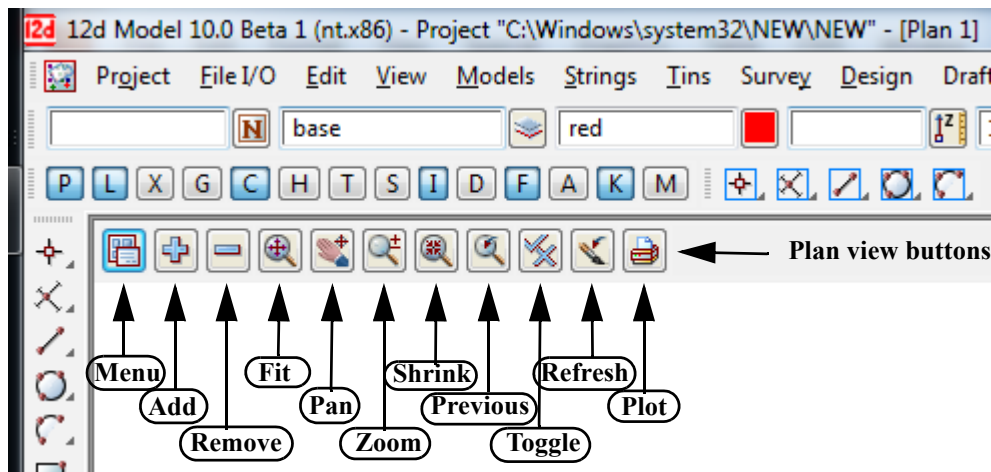 12d 12d Model 10.0 Beta 1 (nt.x86) - Project "C:\Windows\system32\NEW\NEW" - [Plan 1]
Project File I/O Edit View Models Strings Tins Survey Design Draft
N base red z
P L X G C H T S I D F A K M
Plan view buttons
Menu Fit Shrink Refresh
Add Pan Previous Plot
Remove Zoom Toggle